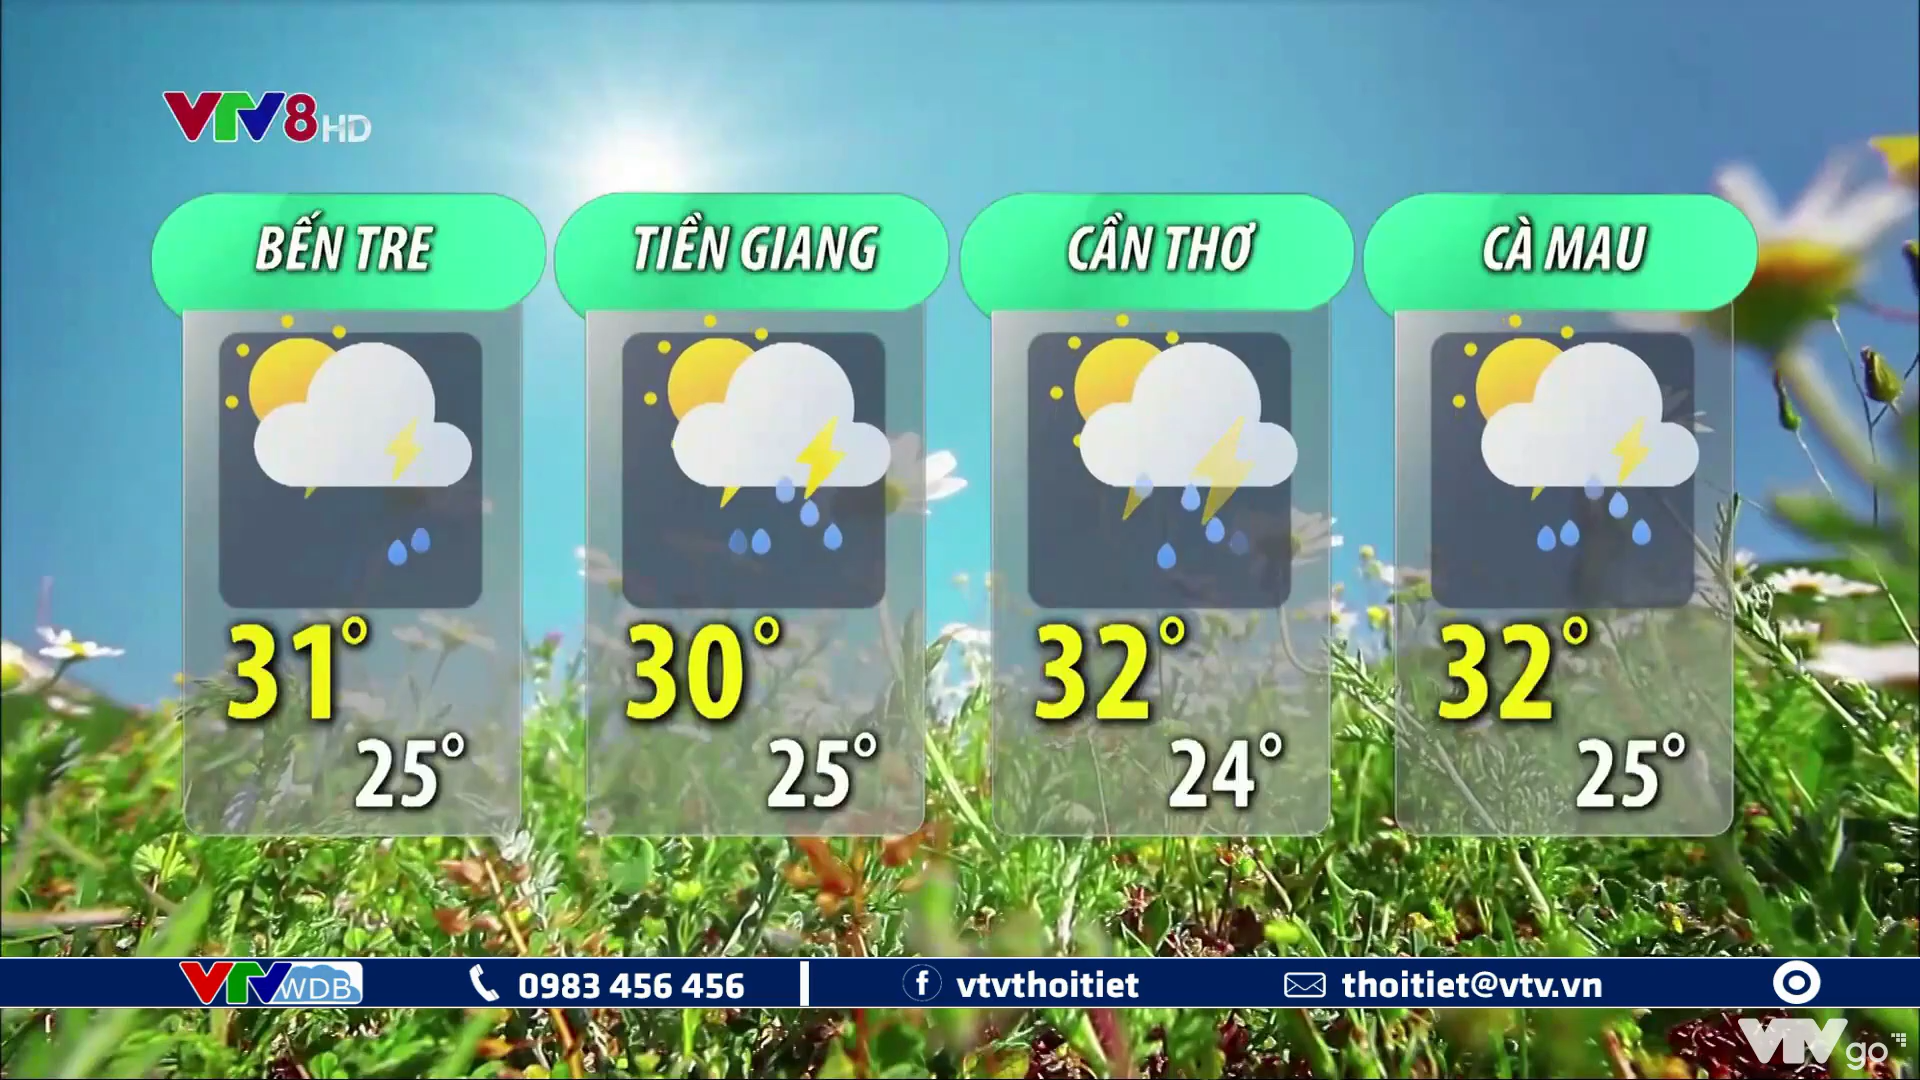 VTV8 HD
BẾN TRE
TIỀN GIANG
CẦN THƠ
CÀ MAU
31°
30°
32°
32°
25°
25°
24°
25°
VTV WDB
0983 456 456
vtvthoitiet
thoitiet@vtv.vn
VTV go